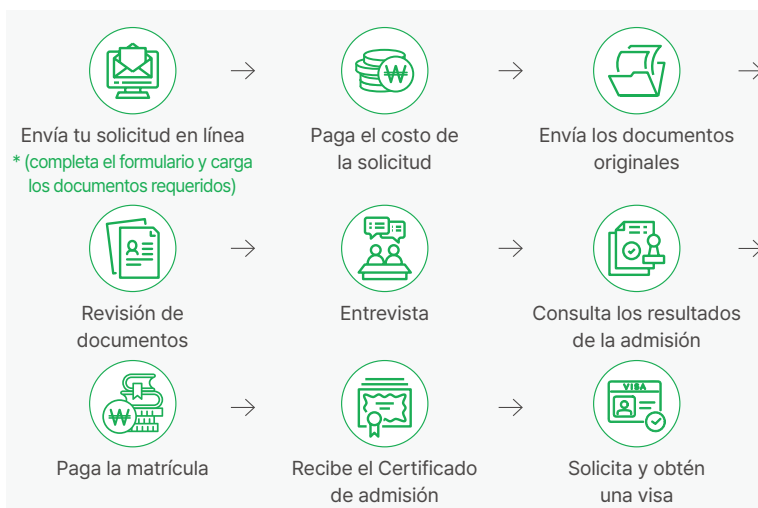 Envía tu solicitud en línea
* (completa el formulario y carga
los documentos requeridos)
Paga el costo de
la solicitud
Envía los documentos
originales
Revisión de
documentos
Entrevista
Consulta los resultados
de la admisión
Paga la matrícula
Recibe el Certificado
de admisión
VISA
Solicita y obtén
una visa